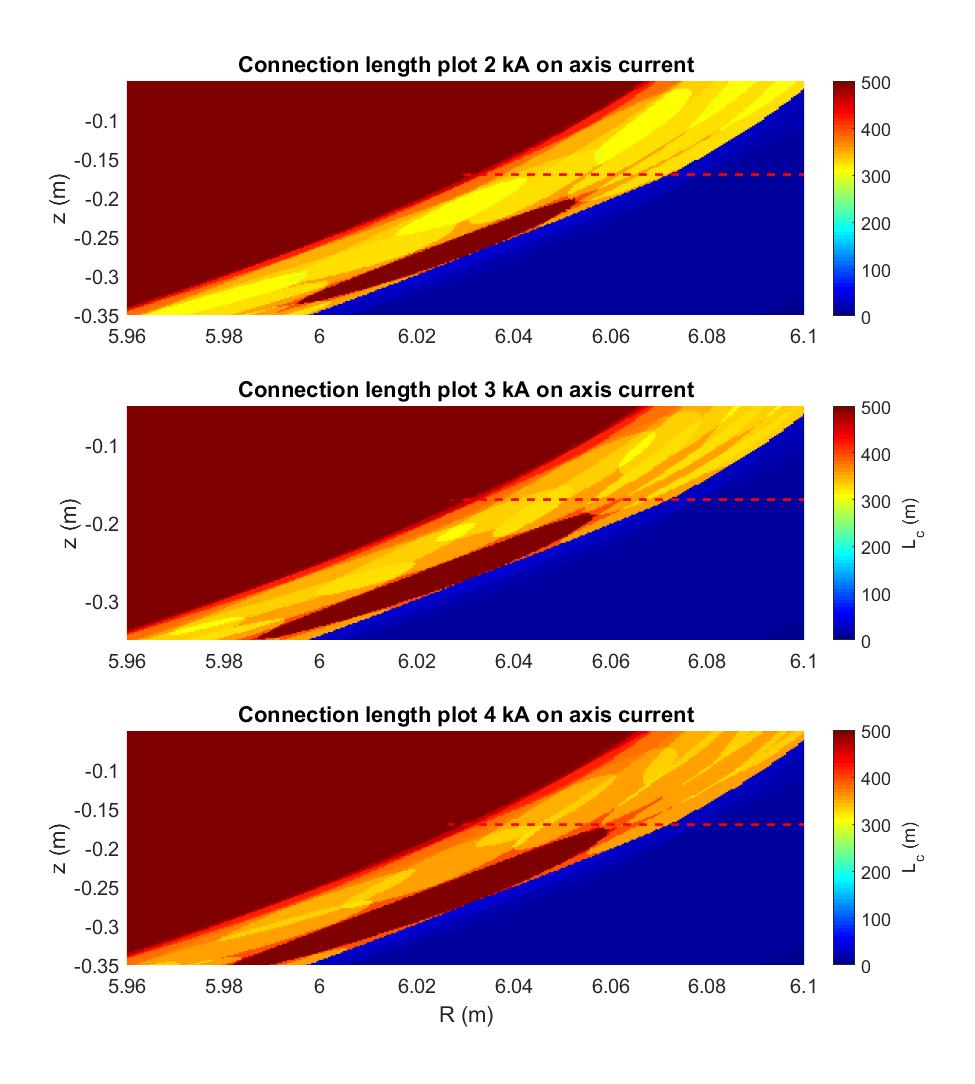 Connection length plot 2 kA on axis current
z (m)
-0.1
-0.15
-0.2
-0.25
-0.3
-0.35
5.96 5.98 6 6.02 6.04 6.06 6.08 6.1
500
400
300
200
100
0
Connection length plot 3 kA on axis current
z (m)
-0.1
-0.2
-0.3
5.96 5.98 6 6.02 6.04 6.06 6.08 6.1
500
400
300
200
100
0
L_c (m)
Connection length plot 4 kA on axis current
z (m)
-0.1
-0.15
-0.2
-0.25
-0.3
-0.35
5.96 5.98 6 6.02 6.04 6.06 6.08 6.1
R (m)
500
400
300
200
100
0
L_c (m)